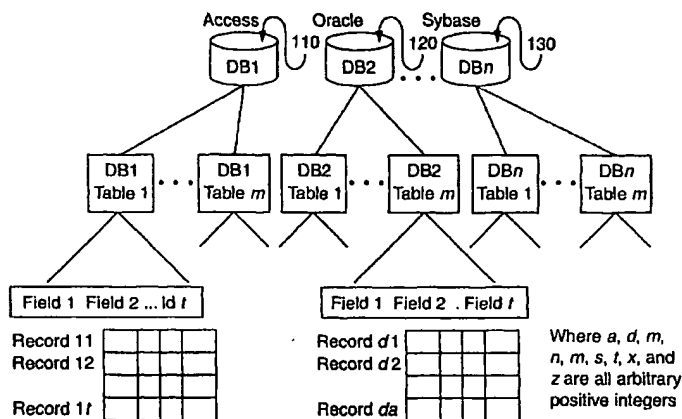 Access Oracle Sybase
110 120 130
DB1 DB2 . . . DBn
DB1 Table 1 . . . DB1 Table m DB2 Table 1 . . . DB2 Table m DBn Table 1 . . . DBn Table m
Field 1 Field 2 ... ld t
Field 1 Field 2 . Field t
Record 11
Record 12
Record 1t
Record d1
Record d2
Record da
Where a, d, m,
n, m, s, t, x, and
z are all arbitrary
positive integers